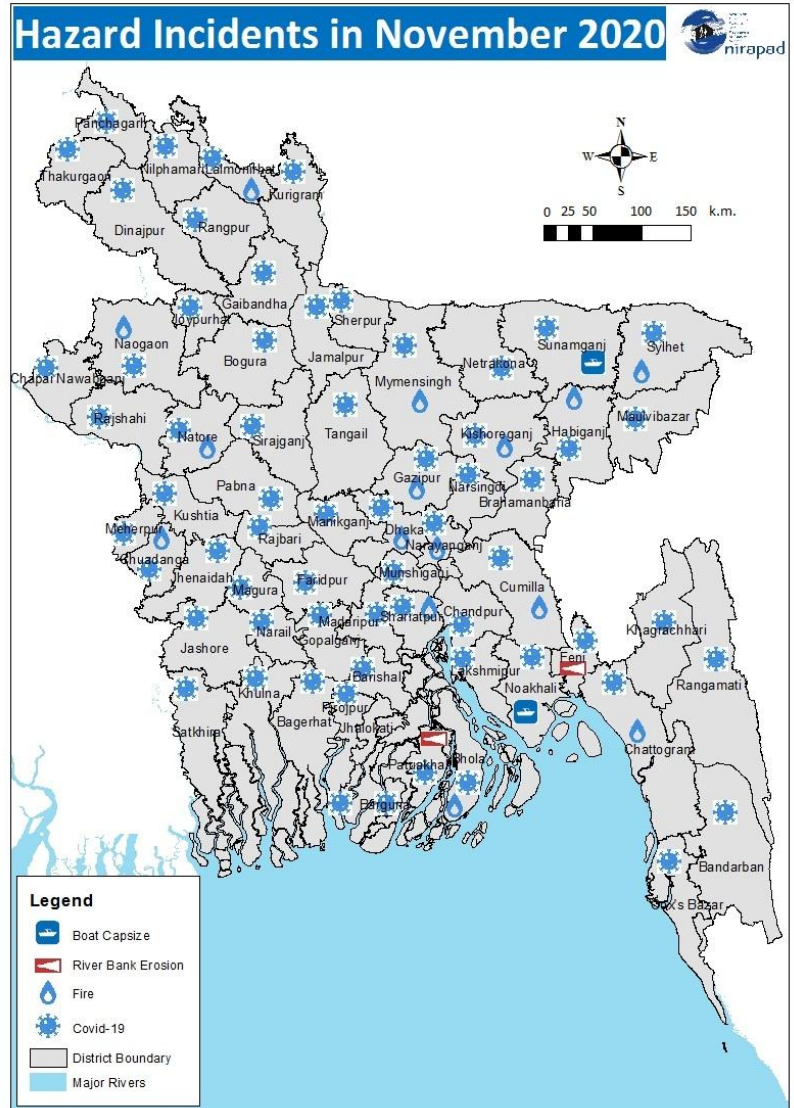 Hazard Incidents in November 2020
nirapad
N
W
E
S
0 25 50 100 150 k.m.
Panchagarh
Thakurgaon
Nilphamari
Lalmonirhat
Kurigram
Dinajpur
Rangpur
Gaibandha
Joypurhat
Sherpur
Naogaon
Bogura
Jamalpur
Netrakona
Sunamganj
Sylhet
Chapai Nawabganj
Mymensingh
Rajshahi
Natore
Sirajganj
Tangail
Kishoreganj
Habiganj
Maulvibazar
Pabna
Gazipur
Narsingdi
Brahamanbaria
Kushtia
Meherpur
Manikganj
Dhaka
Rajbari
Narayanganj
Chuadanga
Jhenaidah
Faridpur
Munshiganj
Cumilla
Magura
Madaripur
Shariatpur
Chandpur
Khagrachhari
Jashore
Narail
Gopalganj
Feni
Barishal
Lakshmipur
Noakhali
Rangamati
Khulna
Bagerhat
Pirojpur
Satkhira
Jhalokati
Chattogram
Patuakhali
Bhola
Barguna
Bandarban
Cox's Bazar
Legend
Boat Capsize
River Bank Erosion
Fire
Covid-19
District Boundary
Major Rivers